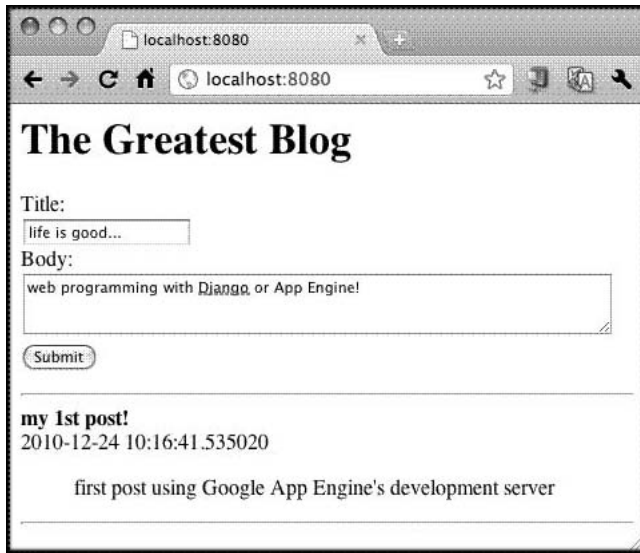 localhost:8080
localhost:8080
The Greatest Blog
Title:
life is good...
Body:
web programming with Django or App Engine!
Submit
my 1st post!
2010-12-24 10:16:41.535020
first post using Google App Engine's development server